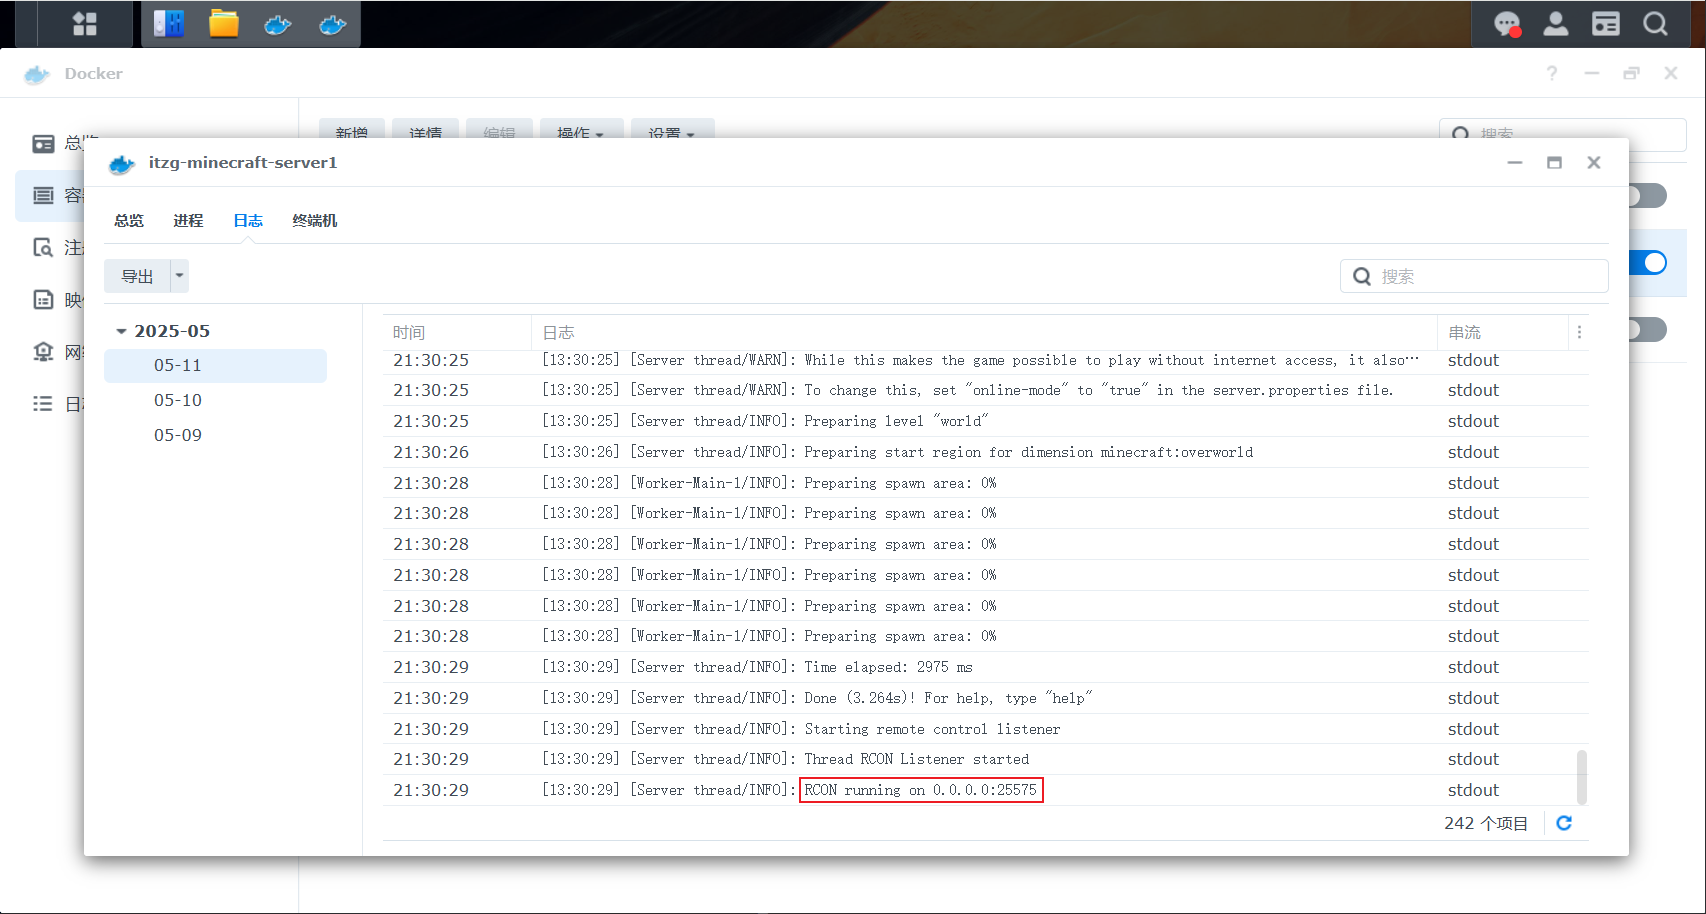 Docker
?
新增 详情 编辑 操作 设置
搜索
itzg-minecraft-server1
总览 进程 日志 终端机
导出
搜索
2025-05
05-11
05-10
05-09
时间 日志 串流
21:30:25 [13:30:25] [Server thread/WARN]: While this makes the game possible to play without internet access, it also… stdout
21:30:25 [13:30:25] [Server thread/WARN]: To change this, set "online-mode" to "true" in the server.properties file. stdout
21:30:25 [13:30:25] [Server thread/INFO]: Preparing level "world" stdout
21:30:26 [13:30:26] [Server thread/INFO]: Preparing start region for dimension minecraft:overworld stdout
21:30:28 [13:30:28] [Worker-Main-1/INFO]: Preparing spawn area: 0% stdout
21:30:28 [13:30:28] [Worker-Main-1/INFO]: Preparing spawn area: 0% stdout
21:30:28 [13:30:28] [Worker-Main-1/INFO]: Preparing spawn area: 0% stdout
21:30:28 [13:30:28] [Worker-Main-1/INFO]: Preparing spawn area: 0% stdout
21:30:28 [13:30:28] [Worker-Main-1/INFO]: Preparing spawn area: 0% stdout
21:30:28 [13:30:28] [Worker-Main-1/INFO]: Preparing spawn area: 0% stdout
21:30:29 [13:30:29] [Server thread/INFO]: Time elapsed: 2975 ms stdout
21:30:29 [13:30:29] [Server thread/INFO]: Done (3.264s)! For help, type "help" stdout
21:30:29 [13:30:29] [Server thread/INFO]: Starting remote control listener stdout
21:30:29 [13:30:29] [Server thread/INFO]: Thread RCON Listener started stdout
21:30:29 [13:30:29] [Server thread/INFO]: RCON running on 0.0.0.0:25575 stdout
242 个项目